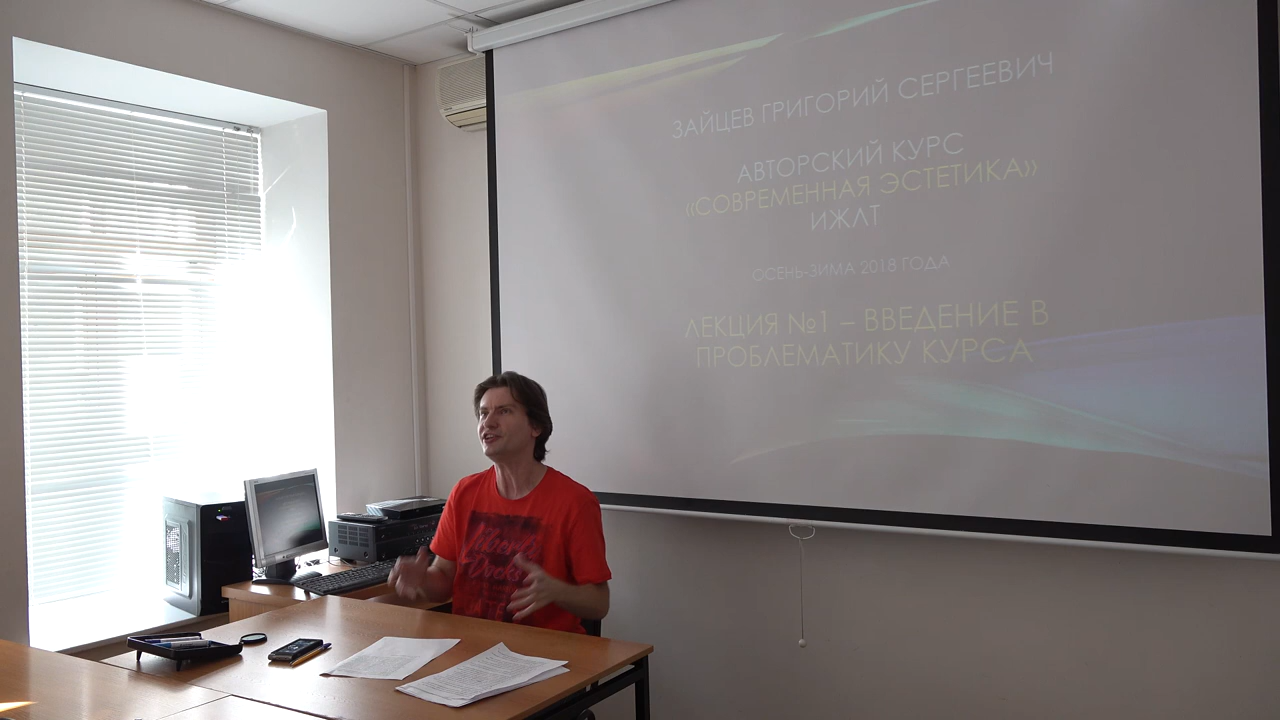 ЗАЙЦЕВ ГРИГОРИЙ СЕРГЕЕВИЧ
АВТОРСКИЙ КУРС
«СОВРЕМЕННАЯ ЭСТЕТИКА»
ИЖЛТ
ОСЕНЬ-ЗИМА 2018 ГОДА
ЛЕКЦИЯ №1 – ВВЕДЕНИЕ В
ПРОБЛЕМАТИКУ КУРСА